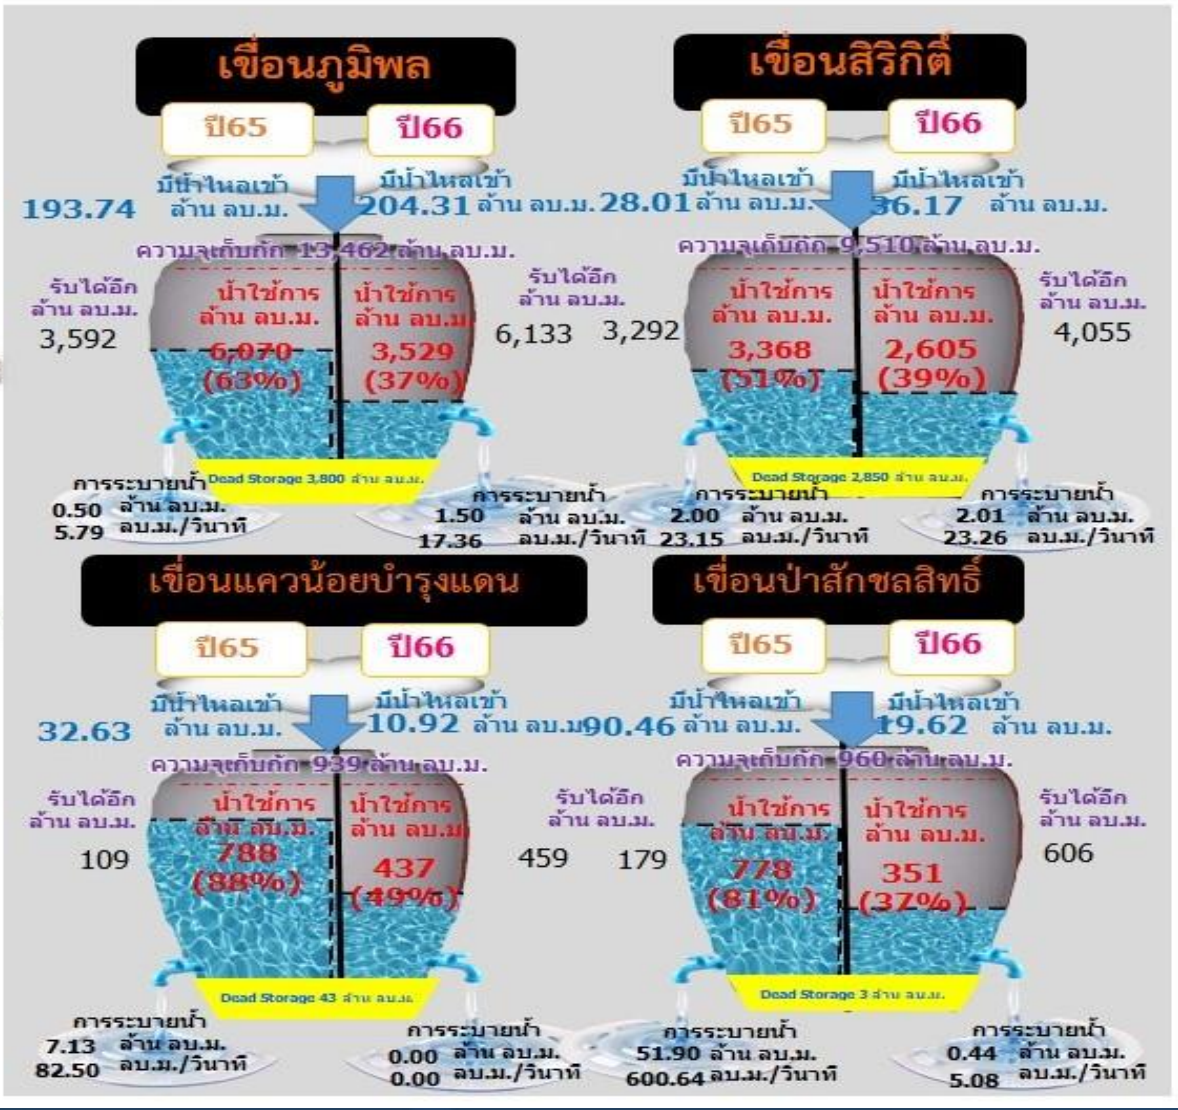 เขื่อนภูมิพล
ปี65 ปี66
มีน้ำไหลเข้า มีน้ำไหลเข้า
193.74 ล้าน ลบ.ม. 204.31 ล้าน ลบ.ม.
ความจุเก็บกัก 13,462 ล้าน ลบ.ม.
รับได้อีก
ล้าน ลบ.ม.
3,592
น้ำใช้การ
ล้าน ลบ.ม.
6,070
(63%)
น้ำใช้การ
ล้าน ลบ.ม
3,529
(37%)
รับได้อีก
ล้าน ลบ.ม.
6,133
Dead Storage 3,800 ล้าน ลบ.ม.
การระบายน้ำ
0.50 ล้าน ลบ.ม.
5.79 ลบ.ม./วินาที
การระบายน้ำ
1.50 ล้าน ลบ.ม.
17.36 ลบ.ม./วินาที
เขื่อนสิริกิติ์
ปี65 ปี66
มีน้ำไหลเข้า มีน้ำไหลเข้า
28.01 ล้าน ลบ.ม. 36.17 ล้าน ลบ.ม.
ความจุเก็บกัก 9,510 ล้าน ลบ.ม.
3,292
น้ำใช้การ
ล้าน ลบ.ม.
3,368
(51%)
น้ำใช้การ
ล้าน ลบ.ม.
2,605
(39%)
รับได้อีก
ล้าน ลบ.ม.
4,055
Dead Storage 2,850 ล้าน ลบ.ม.
การระบายน้ำ
2.00 ล้าน ลบ.ม.
23.15 ลบ.ม./วินาที
การระบายน้ำ
2.01 ล้าน ลบ.ม.
23.26 ลบ.ม./วินาที
เขื่อนแควน้อยบำรุงแดน
ปี65 ปี66
มีน้ำไหลเข้า มีน้ำไหลเข้า
32.63 ล้าน ลบ.ม. 10.92 ล้าน ลบ.ม
ความจุเก็บกัก 939 ล้าน ลบ.ม.
รับได้อีก
ล้าน ลบ.ม.
109
น้ำใช้การ
ล้าน ลบ.ม.
788
(88%)
น้ำใช้การ
ล้าน ลบ.ม
437
(49%)
รับได้อีก
ล้าน ลบ.ม.
459
Dead Storage 43 ล้าน ลบ.ม.
การระบายน้ำ
7.13 ล้าน ลบ.ม.
82.50 ลบ.ม./วินาที
การระบายน้ำ
0.00 ล้าน ลบ.ม.
0.00 ลบ.ม./วินาที
เขื่อนป่าสักชลสิทธิ์
ปี65 ปี66
มีน้ำไหลเข้า มีน้ำไหลเข้า
90.46 ล้าน ลบ.ม. 19.62 ล้าน ลบ.ม.
ความจุเก็บกัก 960 ล้าน ลบ.ม.
179
น้ำใช้การ
ล้าน ลบ.ม.
778
(81%)
น้ำใช้การ
ล้าน ลบ.ม.
351
(37%)
รับได้อีก
ล้าน ลบ.ม.
606
Dead Storage 3 ล้าน ลบ.ม.
การระบายน้ำ
51.90 ล้าน ลบ.ม.
600.64 ลบ.ม./วินาที
การระบายน้ำ
0.44 ล้าน ลบ.ม.
5.08 ลบ.ม./วินาที